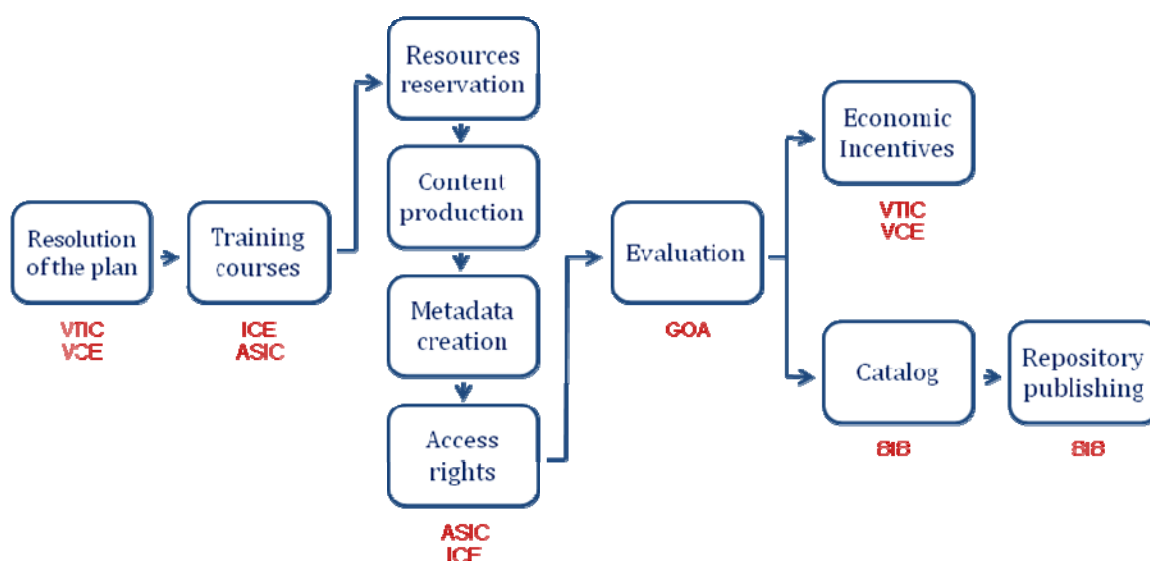 Resources
reservation
Content
production
Metadata
creation
Access
rights
ASIC
ICE
Resolution
of the plan
VTIC
VCE
Training
courses
ICE
ASIC
Evaluation
GOA
Economic
Incentives
VTIC
VCE
Catalog
Repository
publishing